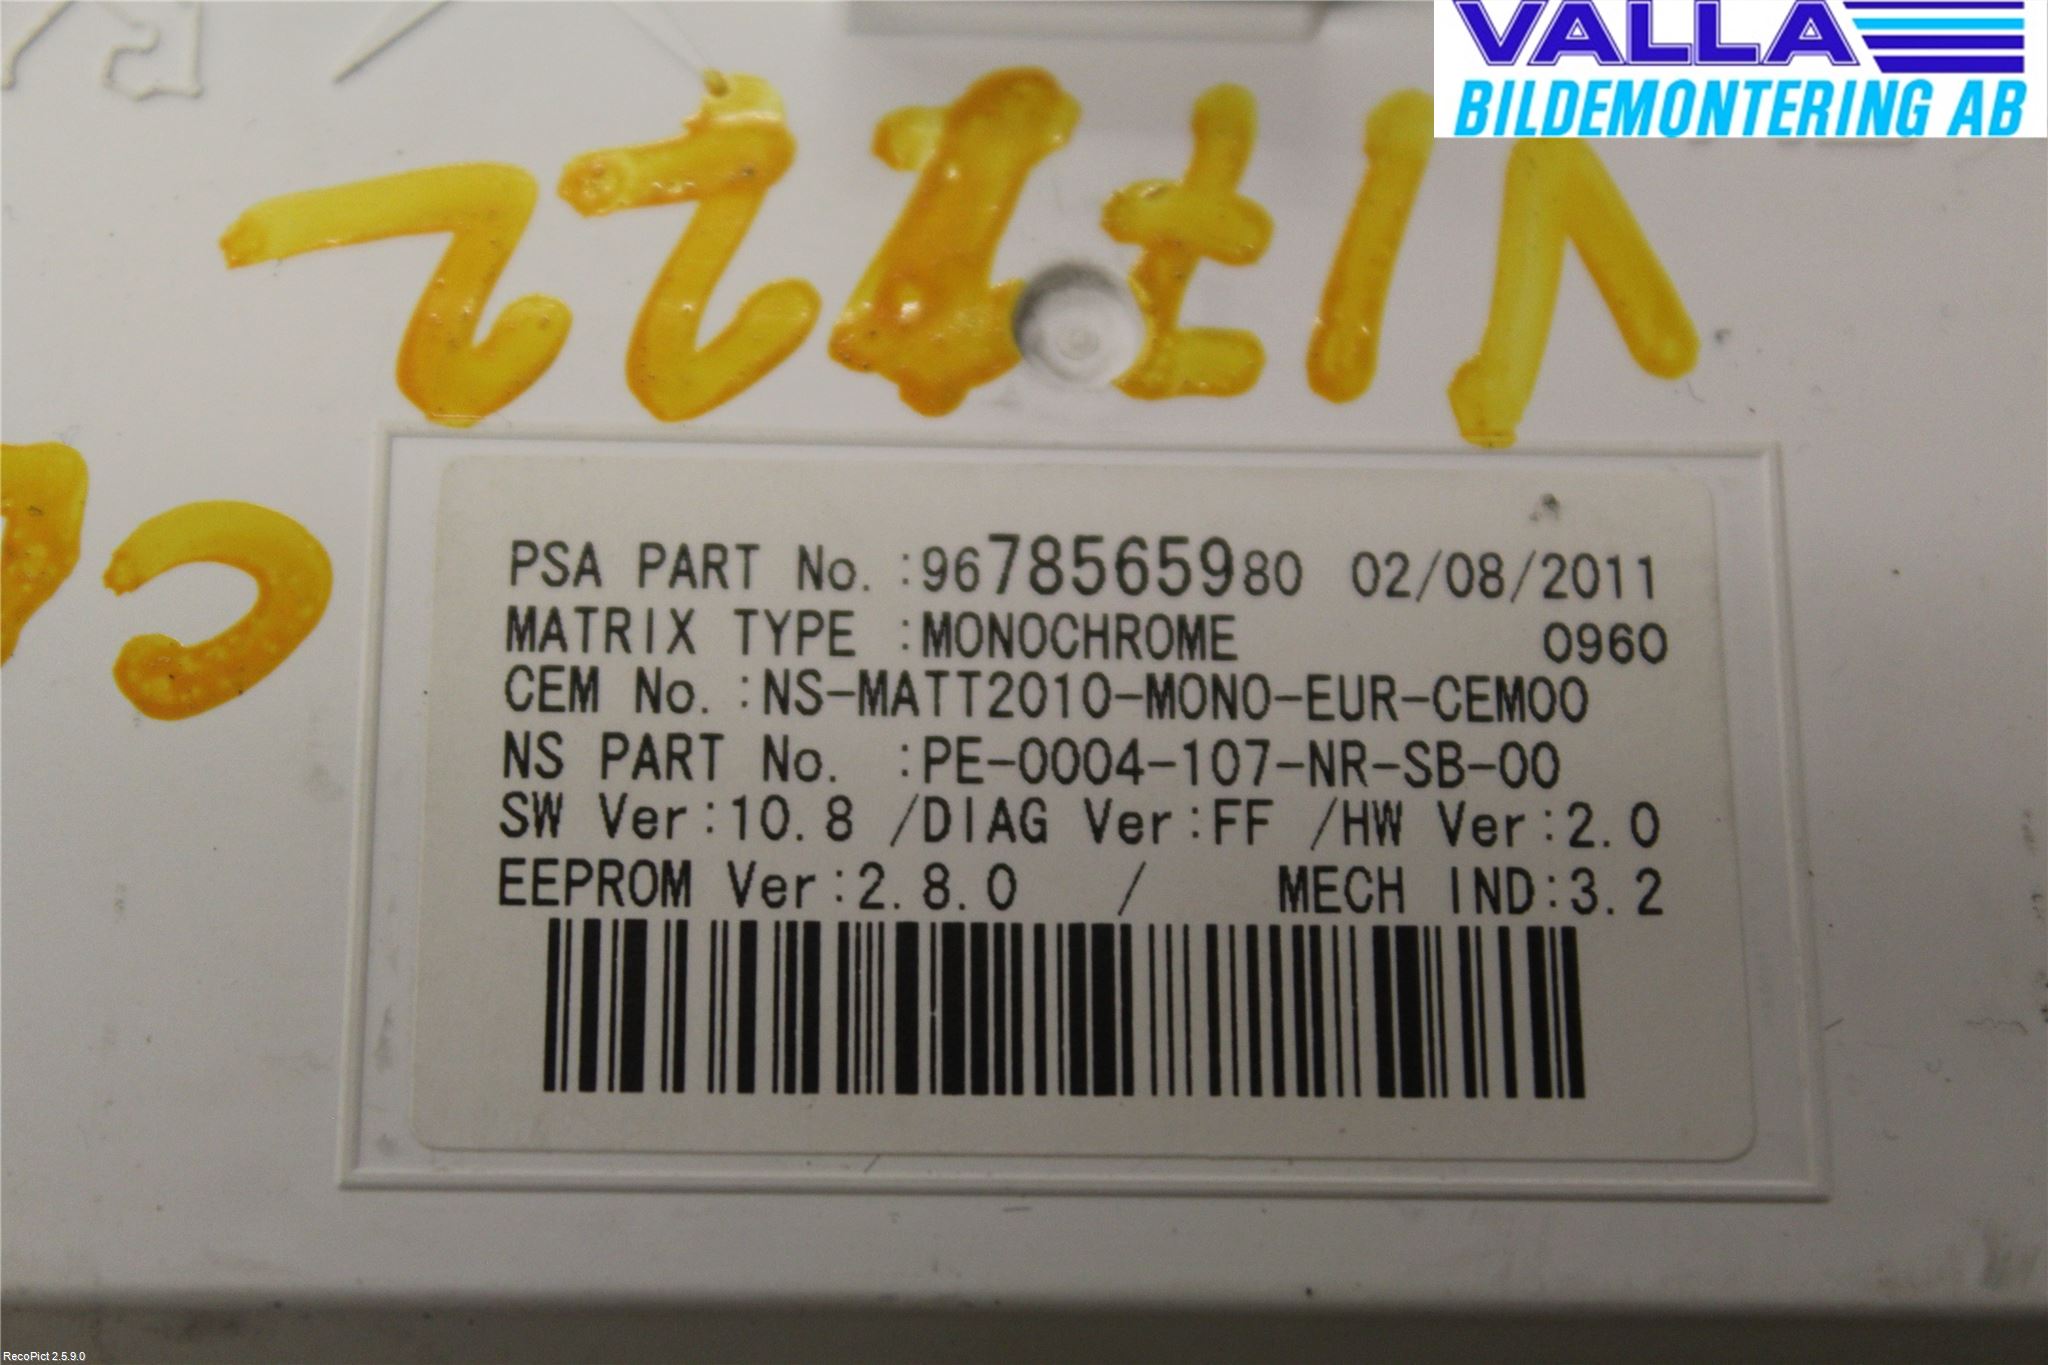 VALLA
BILDEMONTERING AB
PSA PART No. :9678565980 02/08/2011
MATRIX TYPE :MONOCHROME 0960
CEM No. :NS-MATT2010-MONO-EUR-CEM00
NS PART No. :PE-0004-107-NR-SB-00
SW Ver:10.8 /DIAG Ver:FF /HW Ver:2.0
EEPROM Ver:2.8.0 / MECH IND:3.2
RecoPict 2.5.9.0